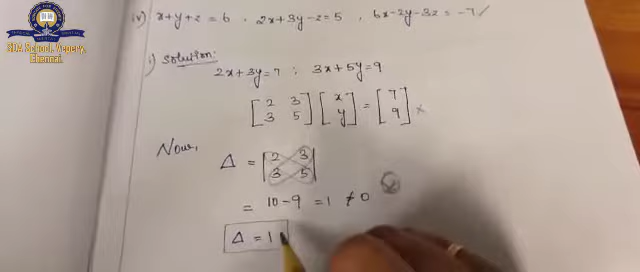 SDA School, Vepery,
Chennai.
iv) x+y+z=6 , 2x+3y-z=5 , 6x-2y-3z=-7/
i) Solution:
2x+3y=7 ; 3x+5y=9
[2 3 3 5] [x y] = [7 9]
Now,
Δ = |2 3 3 5|
= 10-9 = 1 ≠ 0
Δ = 1